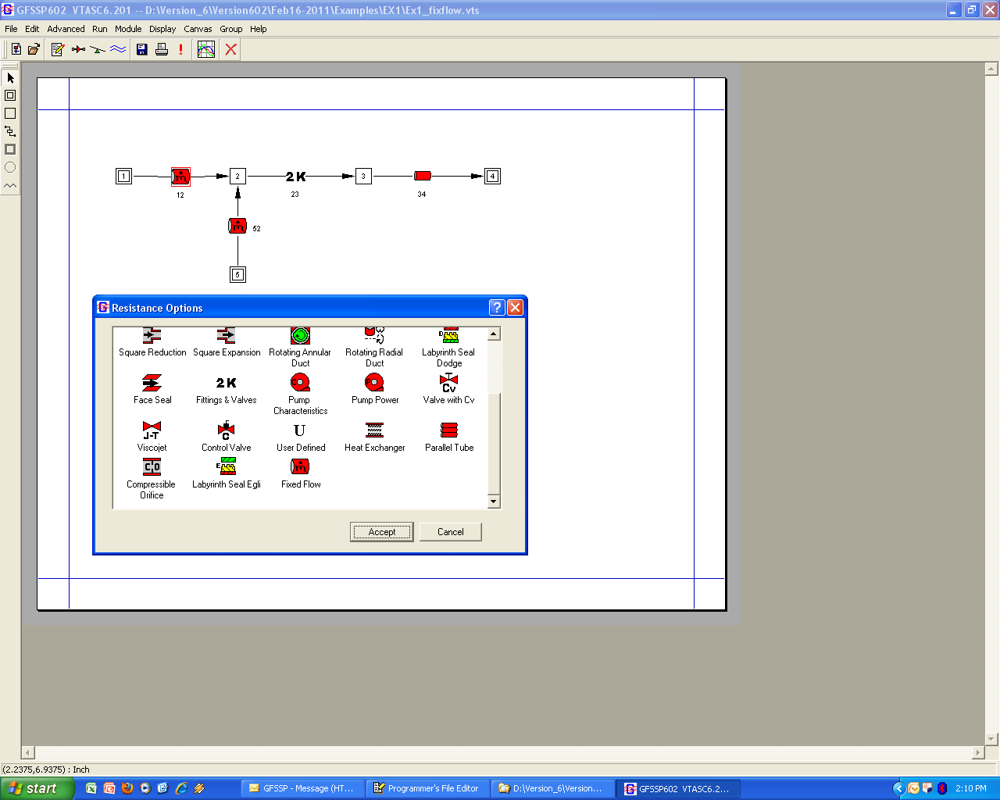 GFSSP602 VTASC6.201 -- D:\Version_6\Version602\Feb16-2011\Examples\EX1\Ex1_fixflow.vts
File Edit Advanced Run Module Display Canvas Group Help
1 2 2K 3 4
12 23 34
52
5
Resistance Options
Square Reduction Square Expansion Rotating Annular Duct Rotating Radial Duct Labyrinth Seal Dodge
2K Cv
Face Seal Fittings & Valves Pump Characteristics Pump Power Valve with Cv
J-T C U
Viscojet Control Valve User Defined Heat Exchanger Parallel Tube
Compressible Orifice Labyrinth Seal Egli Fixed Flow
Accept Cancel
(2.2375,6.9375) : Inch
start GFSSP - Message (HT... Programmer's File Editor D:\Version_6\Version... GFSSP602 VTASC6.2... 2:10 PM